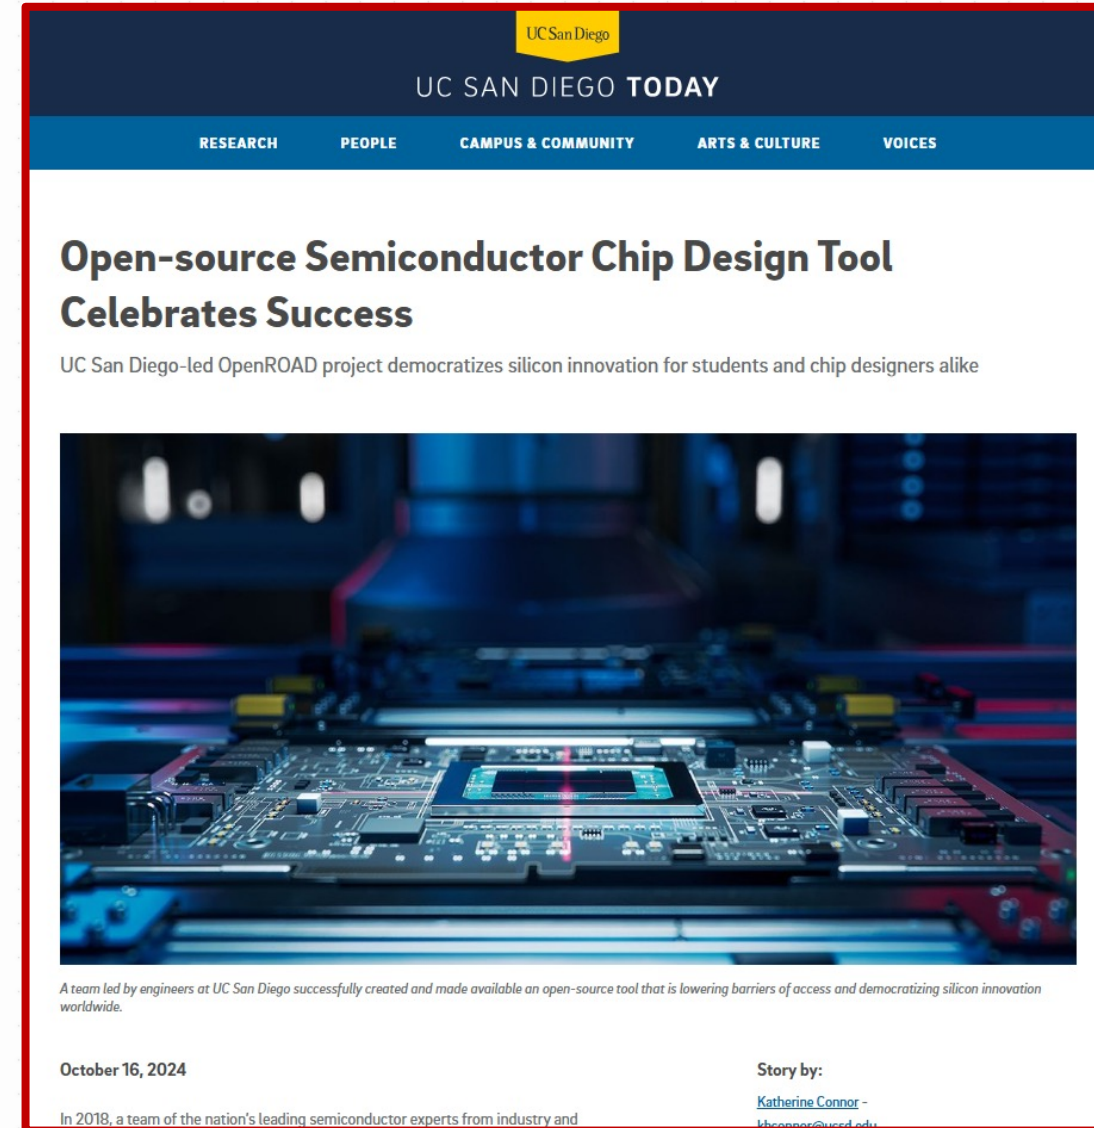 UC San Diego
UC SAN DIEGO TODAY
RESEARCH PEOPLE CAMPUS & COMMUNITY ARTS & CULTURE VOICES
Open-source Semiconductor Chip Design Tool
Celebrates Success
UC San Diego-led OpenROAD project democratizes silicon innovation for students and chip designers alike
A team led by engineers at UC San Diego successfully created and made available an open-source tool that is lowering barriers of access and democratizing silicon innovation
worldwide.
October 16, 2024
In 2018, a team of the nation's leading semiconductor experts from industry and
Story by:
Katherine Connor -
khconnor@ucsd.edu